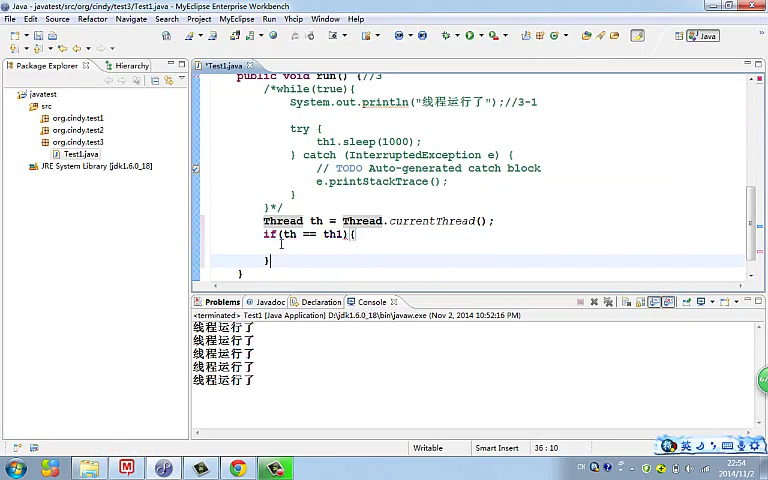 Java - javatest/src/org/cindy/test3/Test1.java - MyEclipse Enterprise Workbench
File Edit Source Refactor Navigate Search Project MyEclipse Run Yhcip Window Help
Java
Package Explorer Hierarchy
javatest
src
org.cindy.test1
org.cindy.test2
org.cindy.test3
Test1.java
JRE System Library [jdk1.6.0_18]
*Test1.java
public void run() {//3
/*while(true){
System.out.println("线程运行了");//3-1
try {
th1.sleep(1000);
} catch (InterruptedException e) {
// TODO Auto-generated catch block
e.printStackTrace();
}
}*/
Thread th = Thread.currentThread();
if(th == th1){
}
}
Problems Javadoc Declaration Console
<terminated> Test1 [Java Application] D:\jdk1.6.0_18\bin\javaw.exe (Nov 2, 2014 10:52:16 PM)
线程运行了
线程运行了
线程运行了
线程运行了
线程运行了
Writable Smart Insert 36 : 10
英
CH
22:54
2014/11/2